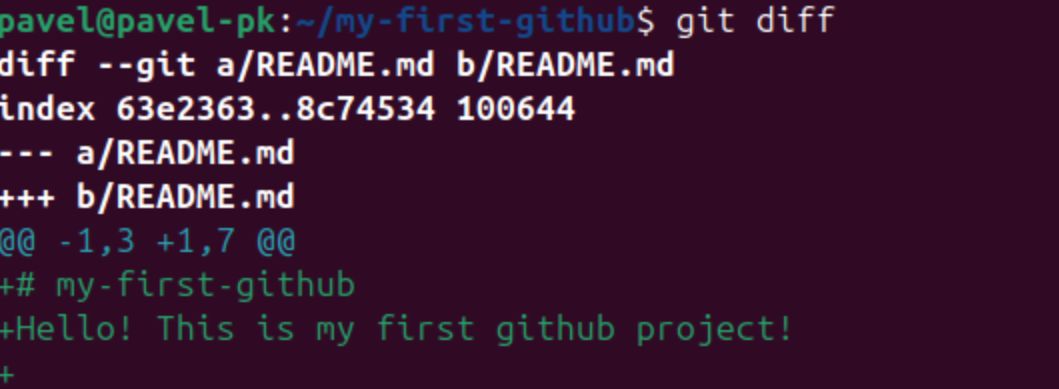 pavel@pavel-pk:~/my-first-github$ git diff
diff --git a/README.md b/README.md
index 63e2363..8c74534 100644
--- a/README.md
+++ b/README.md
@@ -1,3 +1,7 @@
+# my-first-github
+Hello! This is my first github project!
+